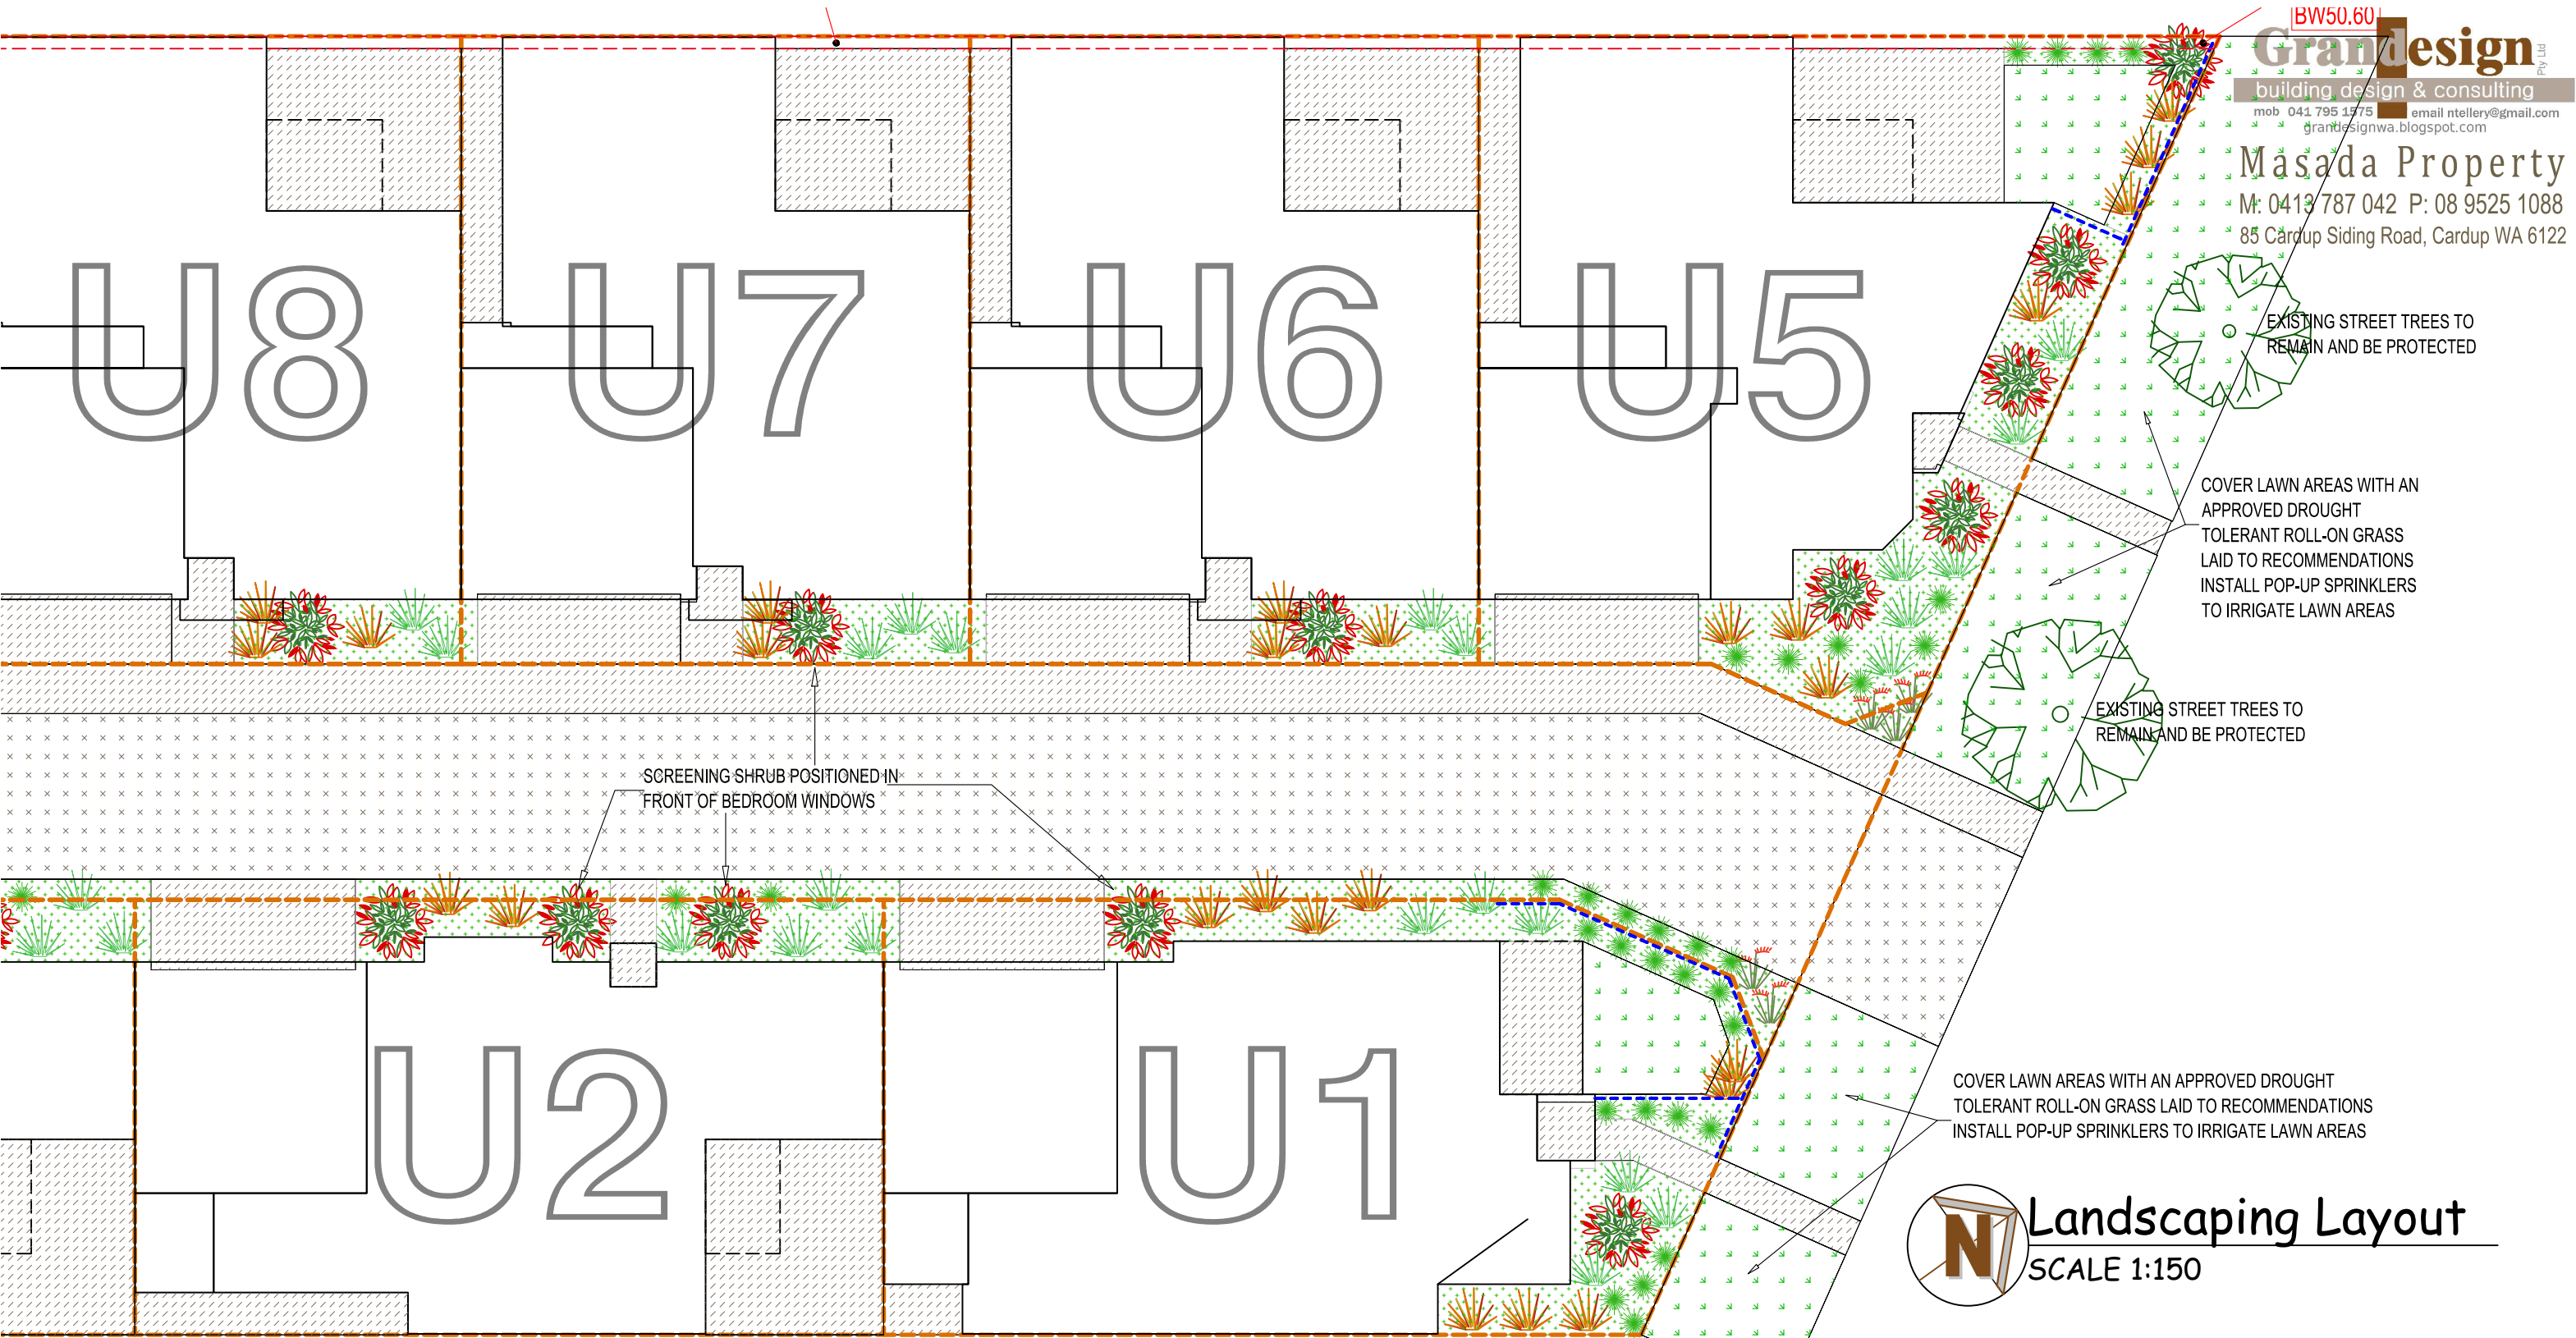 BW50.60
Grandesign
Pty Ltd
building design & consulting
mob 041 795 1575 email ntellery@gmail.com
grandesignwa.blogspot.com
Masada Property
M: 0413 787 042 P: 08 9525 1088
85 Cardup Siding Road, Cardup WA 6122
U8
U7
U6
U5
EXISTING STREET TREES TO
REMAIN AND BE PROTECTED
COVER LAWN AREAS WITH AN
APPROVED DROUGHT
TOLERANT ROLL-ON GRASS
LAID TO RECOMMENDATIONS
INSTALL POP-UP SPRINKLERS
TO IRRIGATE LAWN AREAS
EXISTING STREET TREES TO
REMAIN AND BE PROTECTED
SCREENING SHRUB POSITIONED IN
FRONT OF BEDROOM WINDOWS
U2
U1
COVER LAWN AREAS WITH AN APPROVED DROUGHT
TOLERANT ROLL-ON GRASS LAID TO RECOMMENDATIONS
INSTALL POP-UP SPRINKLERS TO IRRIGATE LAWN AREAS
N
Landscaping Layout
SCALE 1:150